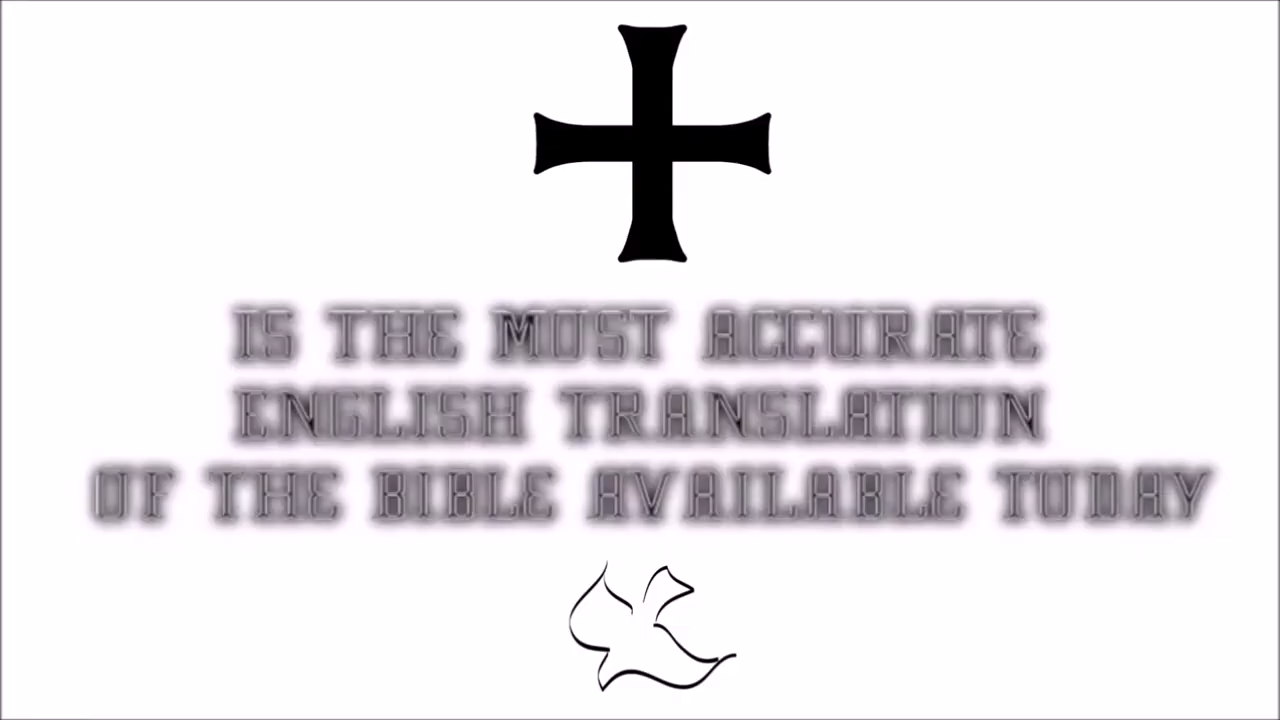 IS THE MOST ACCURATE
ENGLISH TRANSLATION
OF THE BIBLE AVAILABLE TODAY